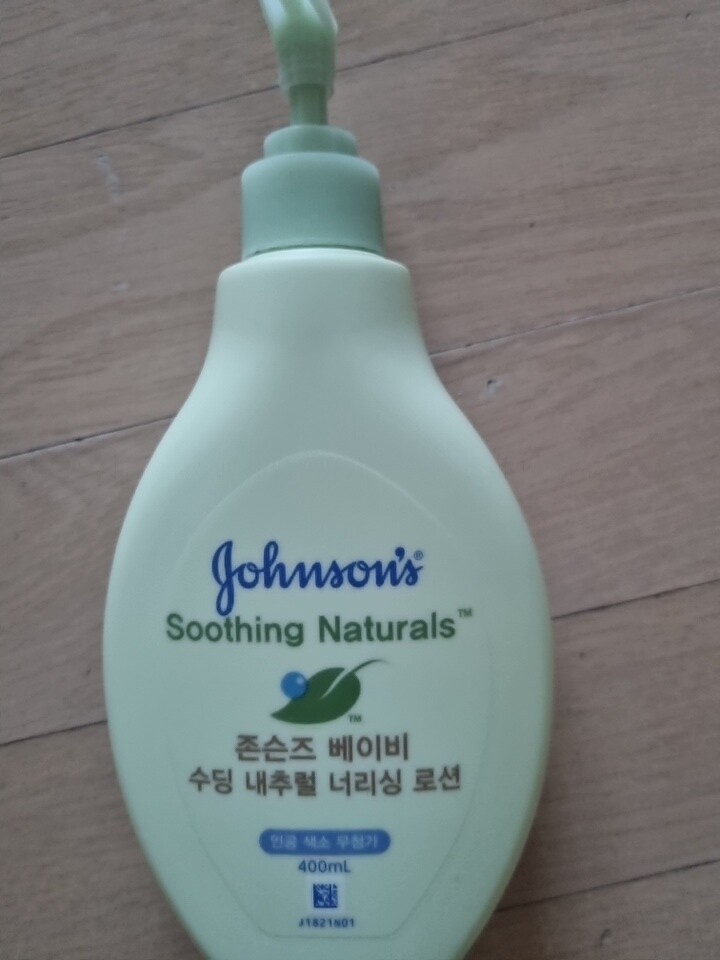 Johnson's®
Soothing Naturals™
TM
존슨즈 베이비
수딩 내추럴 너리싱 로션
인공 색소 무첨가
400mL
J1821N01